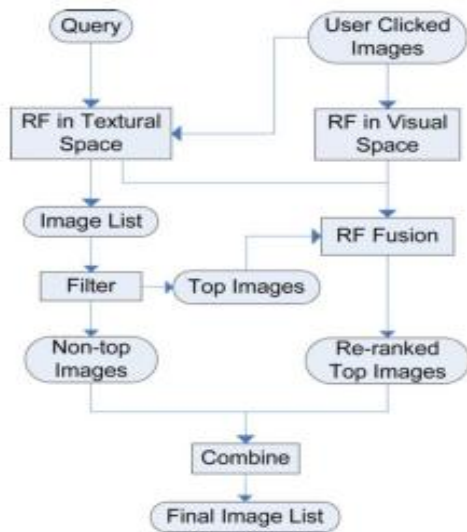 Query
User Clicked
Images
RF in Textural
Space
RF in Visual
Space
Image List
RF Fusion
Filter
Top Images
Non-top
Images
Re-ranked
Top Images
Combine
Final Image List